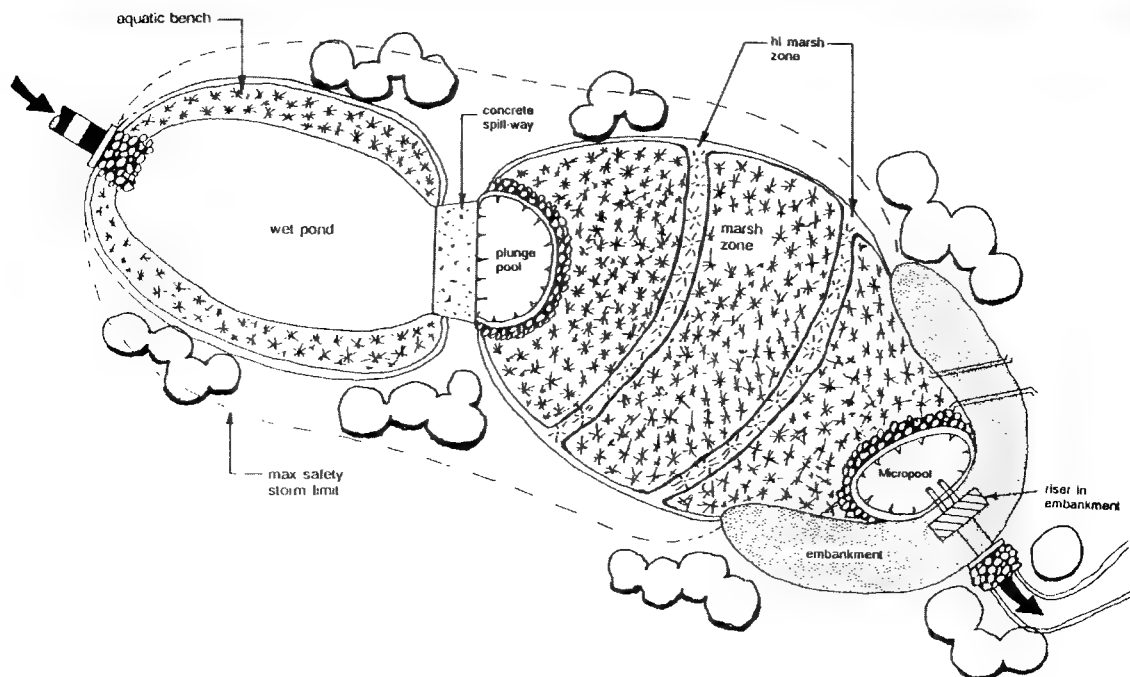 aquatic bench
hi marsh
zone
concrete
spill-way
wet pond
plunge
pool
marsh
zone
max safety
storm limit
Micropool
riser in
embankment
embankment